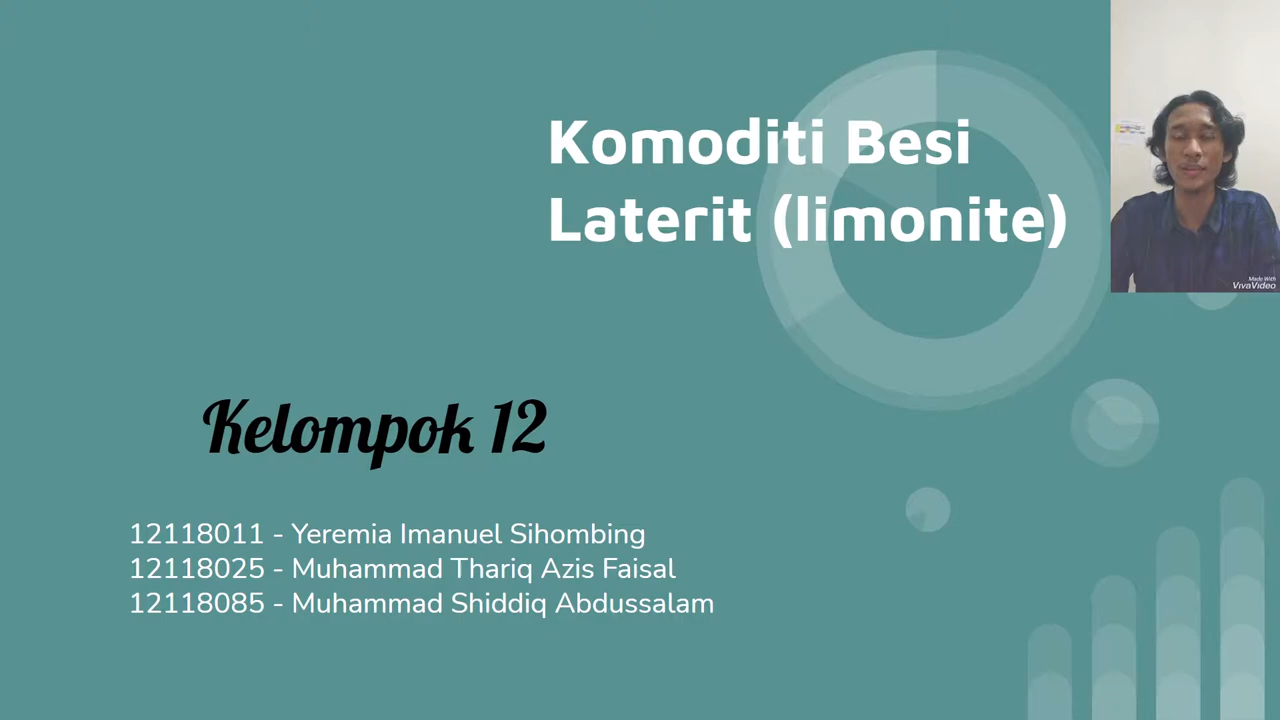 Komoditi Besi
Laterit (limonite)
Made With
VivaVideo
Kelompok 12
12118011 - Yeremia Imanuel Sihombing
12118025 - Muhammad Thariq Azis Faisal
12118085 - Muhammad Shiddiq Abdussalam